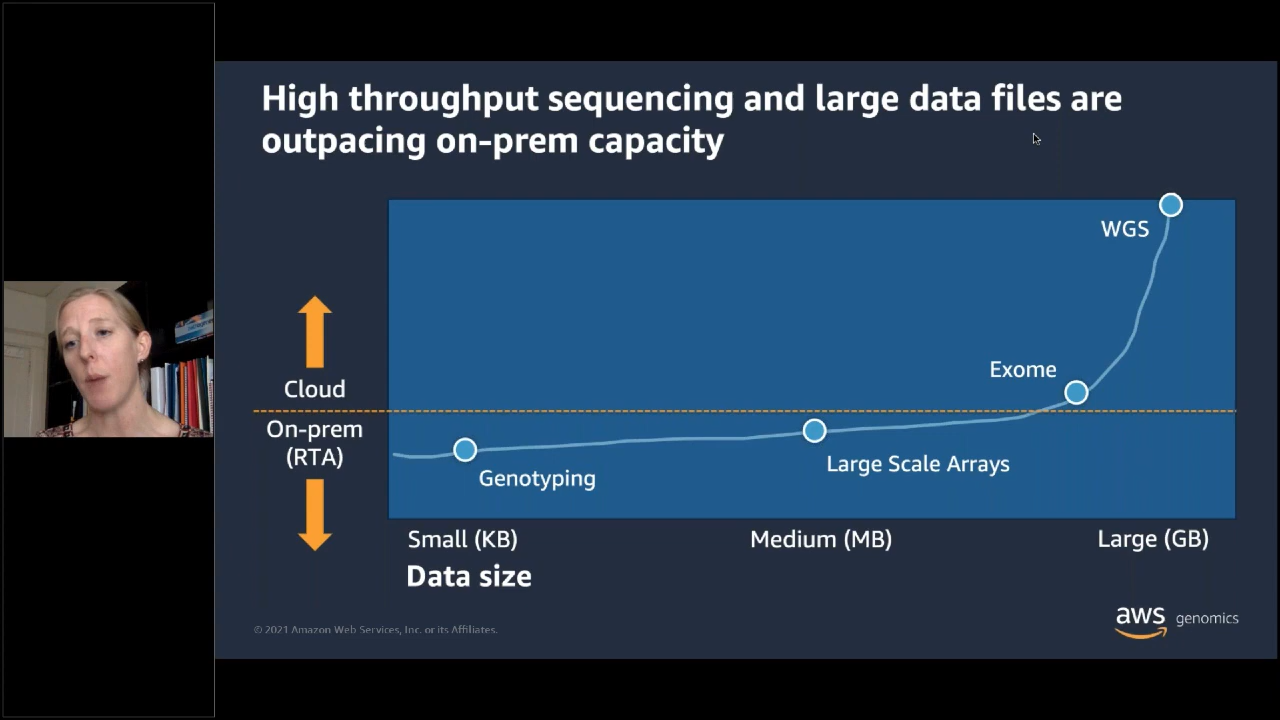 High throughput sequencing and large data files are
outpacing on-prem capacity
WGS
Exome
Cloud
On-prem
(RTA)
Genotyping
Large Scale Arrays
Small (KB)
Medium (MB)
Large (GB)
Data size
© 2021 Amazon Web Services, Inc. or its Affiliates.
aws genomics